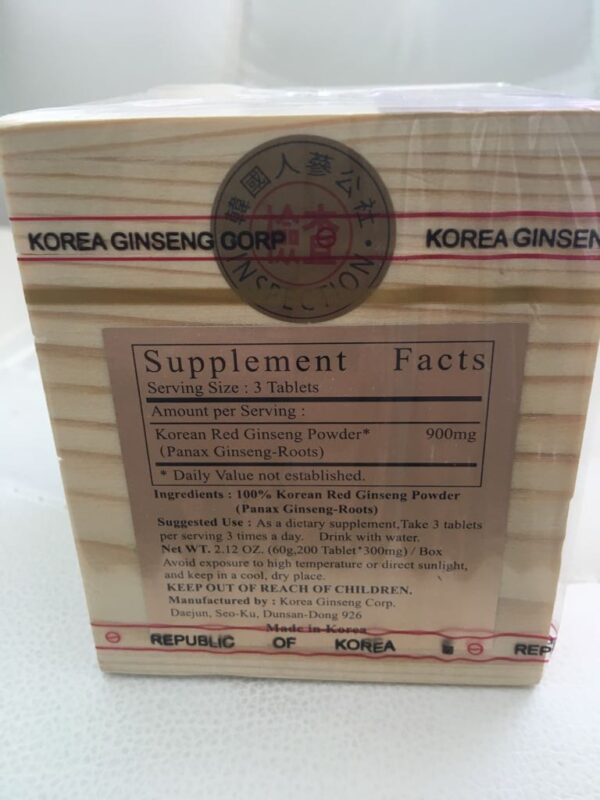 韓國人蔘公社
檢查
INSPECTION
KOREA GINSENG CORP KOREA GINSEN
Supplement Facts
Serving Size : 3 Tablets
Amount per Serving :
Korean Red Ginseng Powder* 900mg
(Panax Ginseng-Roots)
* Daily Value not established.
Ingredients : 100% Korean Red Ginseng Powder
(Panax Ginseng-Roots)
Suggested Use : As a dietary supplement,Take 3 tablets
per serving 3 times a day. Drink with water.
Net WT. 2.12 OZ. (60g,200 Tablet*300mg) / Box
Avoid exposure to high temperature or direct sunlight,
and keep in a cool, dry place.
KEEP OUT OF REACH OF CHILDREN.
Manufactured by : Korea Ginseng Corp.
Daejun, Seo-Ku, Dunsan-Dong 926
Made in Korea
REPUBLIC OF KOREA REP